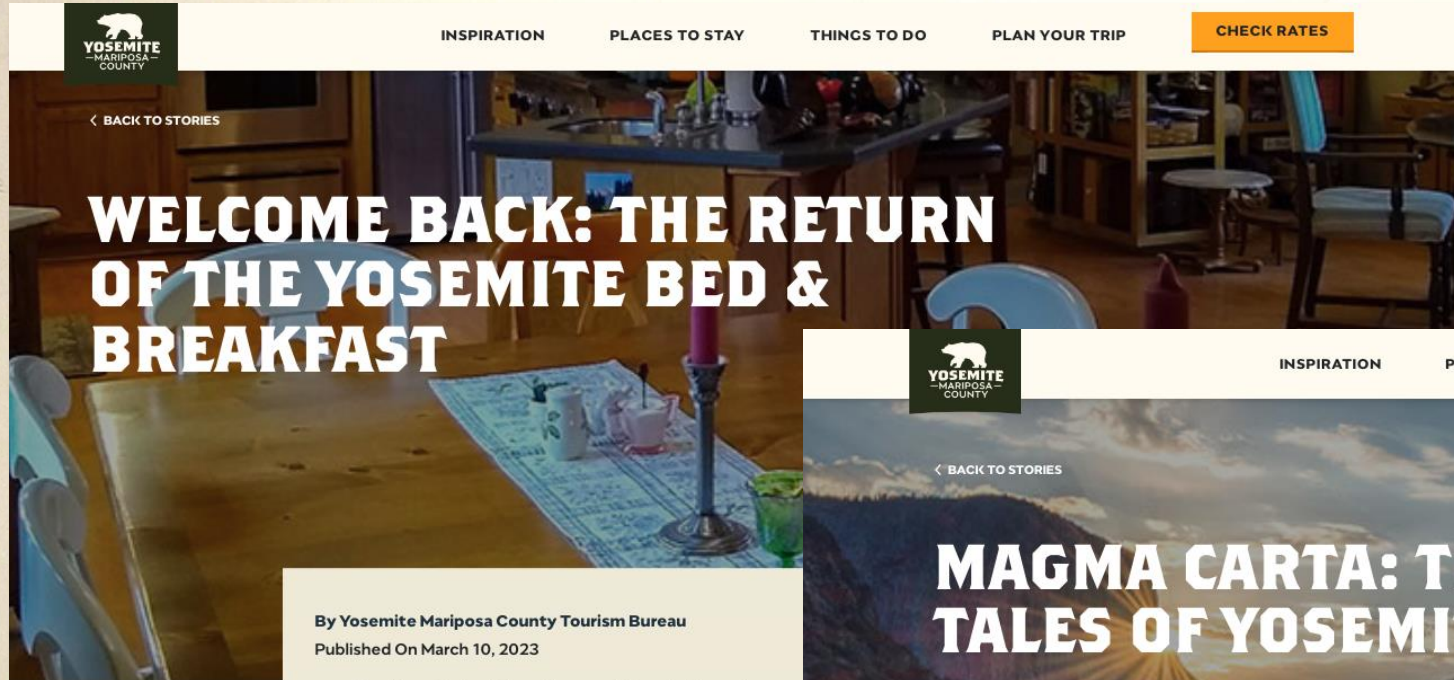 YOSEMITE
MARIPOSA
COUNTY
INSPIRATION
PLACES TO STAY
THINGS TO DO
PLAN YOUR TRIP
CHECK RATES
BACK TO STORIES
WELCOME BACK: THE RETURN
OF THE YOSEMITE BED &
BREAKFAST
By Yosemite Mariposa County Tourism Bureau
Published On March 10, 2023
YOSEMITE
MARIPOSA
COUNTY
INSPIRATION
P
BACK TO STORIES
MAGMA CARTA: T
TALES OF YOSEMI